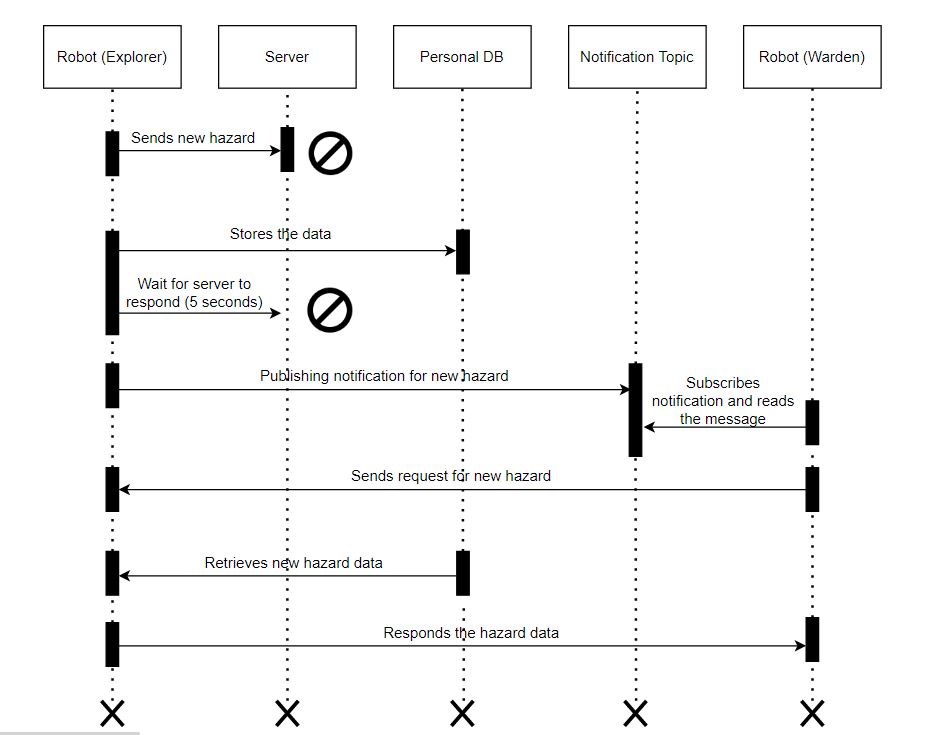 Robot (Explorer)
Server
Personal DB
Notification Topic
Robot (Warden)
Sends new hazard
Stores the data
Wait for server to
respond (5 seconds)
Publishing notification for new hazard
Subscribes
notification and reads
the message
Sends request for new hazard
Retrieves new hazard data
Responds the hazard data